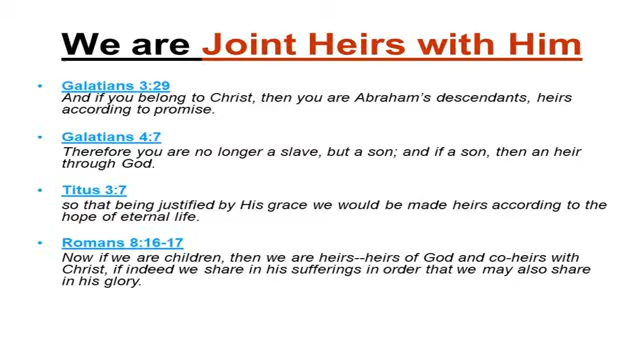 We are Joint Heirs with Him
• Galatians 3:29
And if you belong to Christ, then you are Abraham's descendants, heirs
according to promise.
• Galatians 4:7
Therefore you are no longer a slave, but a son; and if a son, then an heir
through God.
• Titus 3:7
so that being justified by His grace we would be made heirs according to the
hope of eternal life.
• Romans 8:16-17
Now if we are children, then we are heirs--heirs of God and co-heirs with
Christ, if indeed we share in his sufferings in order that we may also share
in his glory.